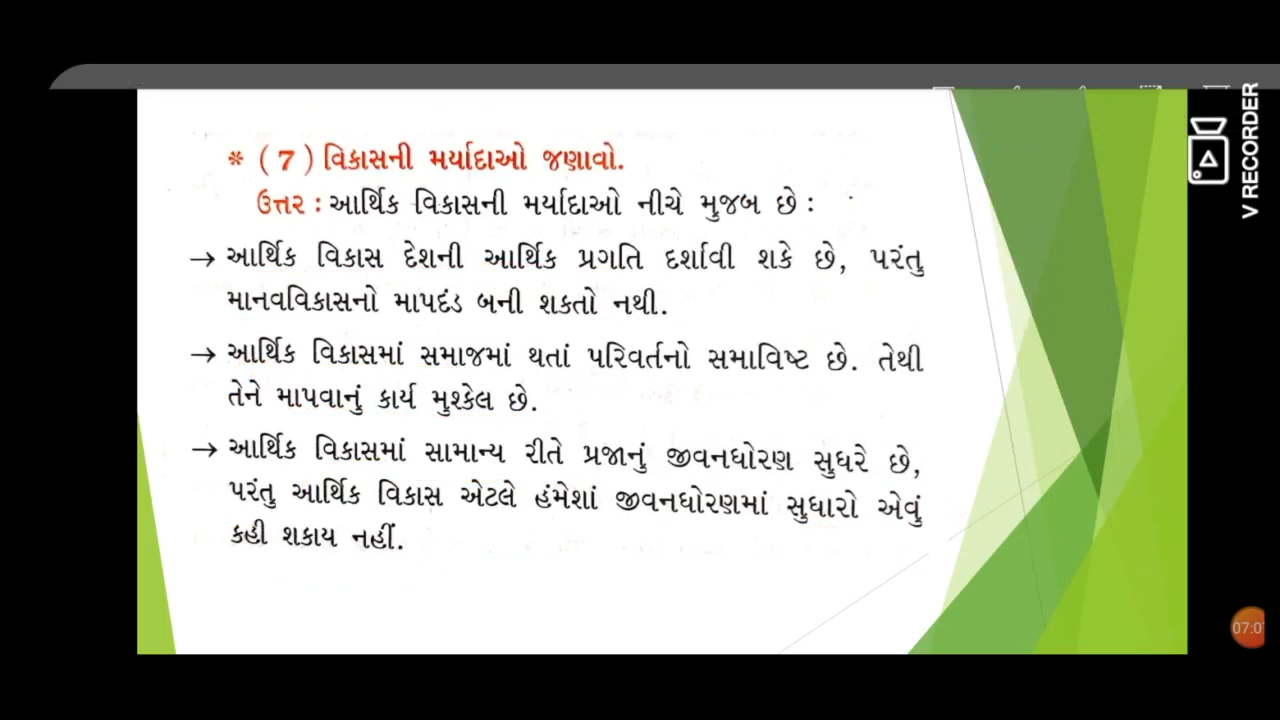 * ( 7 ) વિકાસની મર્યાદાઓ જણાવો.
ઉત્તર : આર્થિક વિકાસની મર્યાદાઓ નીચે મુજબ છે :
→ આર્થિક વિકાસ દેશની આર્થિક પ્રગતિ દર્શાવી શકે છે, પરંતુ
માનવવિકાસનો માપદંડ બની શકતો નથી.
→ આર્થિક વિકાસમાં સમાજમાં થતાં પરિવર્તનો સમાવિષ્ટ છે. તેથી
તેને માપવાનું કાર્ય મુશ્કેલ છે.
→ આર્થિક વિકાસમાં સામાન્ય રીતે પ્રજાનું જીવનધોરણ સુધરે છે,
પરંતુ આર્થિક વિકાસ એટલે હંમેશાં જીવનધોરણમાં સુધારો એવું
કહી શકાય નહીં.
V RECORDER